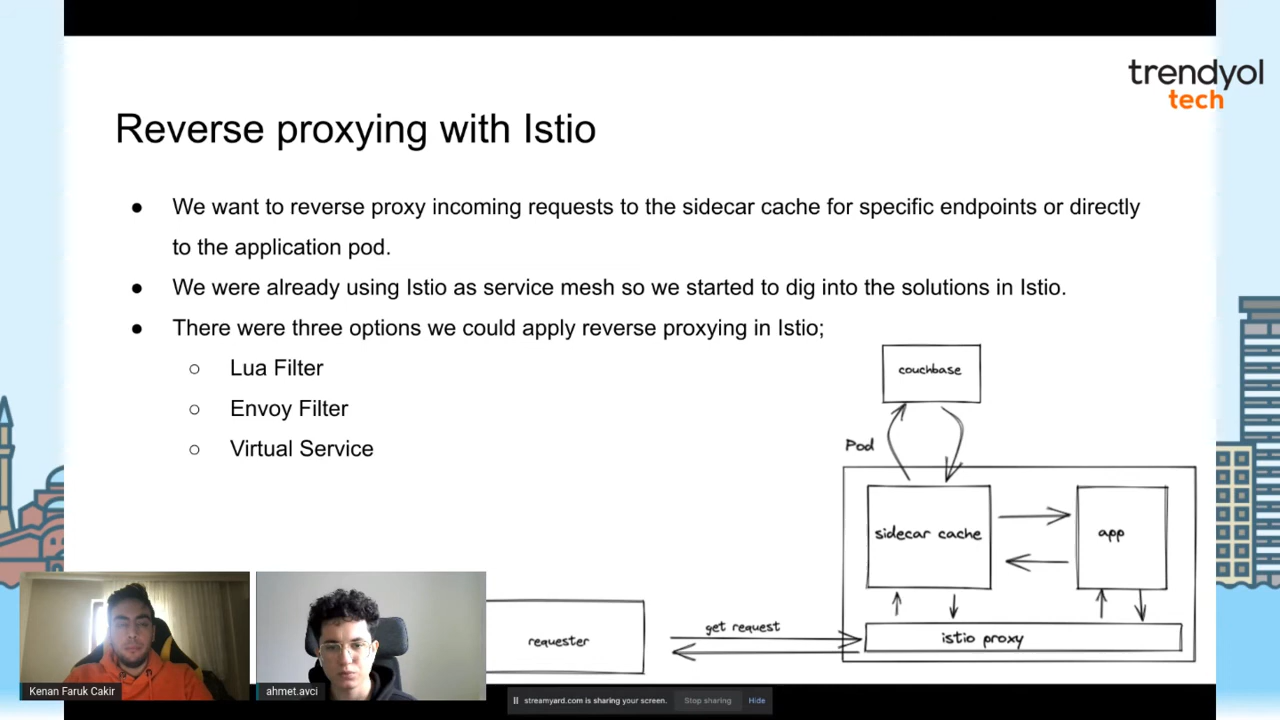 trendyol
tech
Reverse proxying with Istio
● We want to reverse proxy incoming requests to the sidecar cache for specific endpoints or directly
to the application pod.
● We were already using Istio as service mesh so we started to dig into the solutions in Istio.
● There were three options we could apply reverse proxying in Istio;
○ Lua Filter
○ Envoy Filter
○ Virtual Service
couchbase
Pod
sidecar cache
app
get request
requester
istio proxy
Kenan Faruk Cakir
ahmet.avci
streamyard.com is sharing your screen.
Stop sharing
Hide